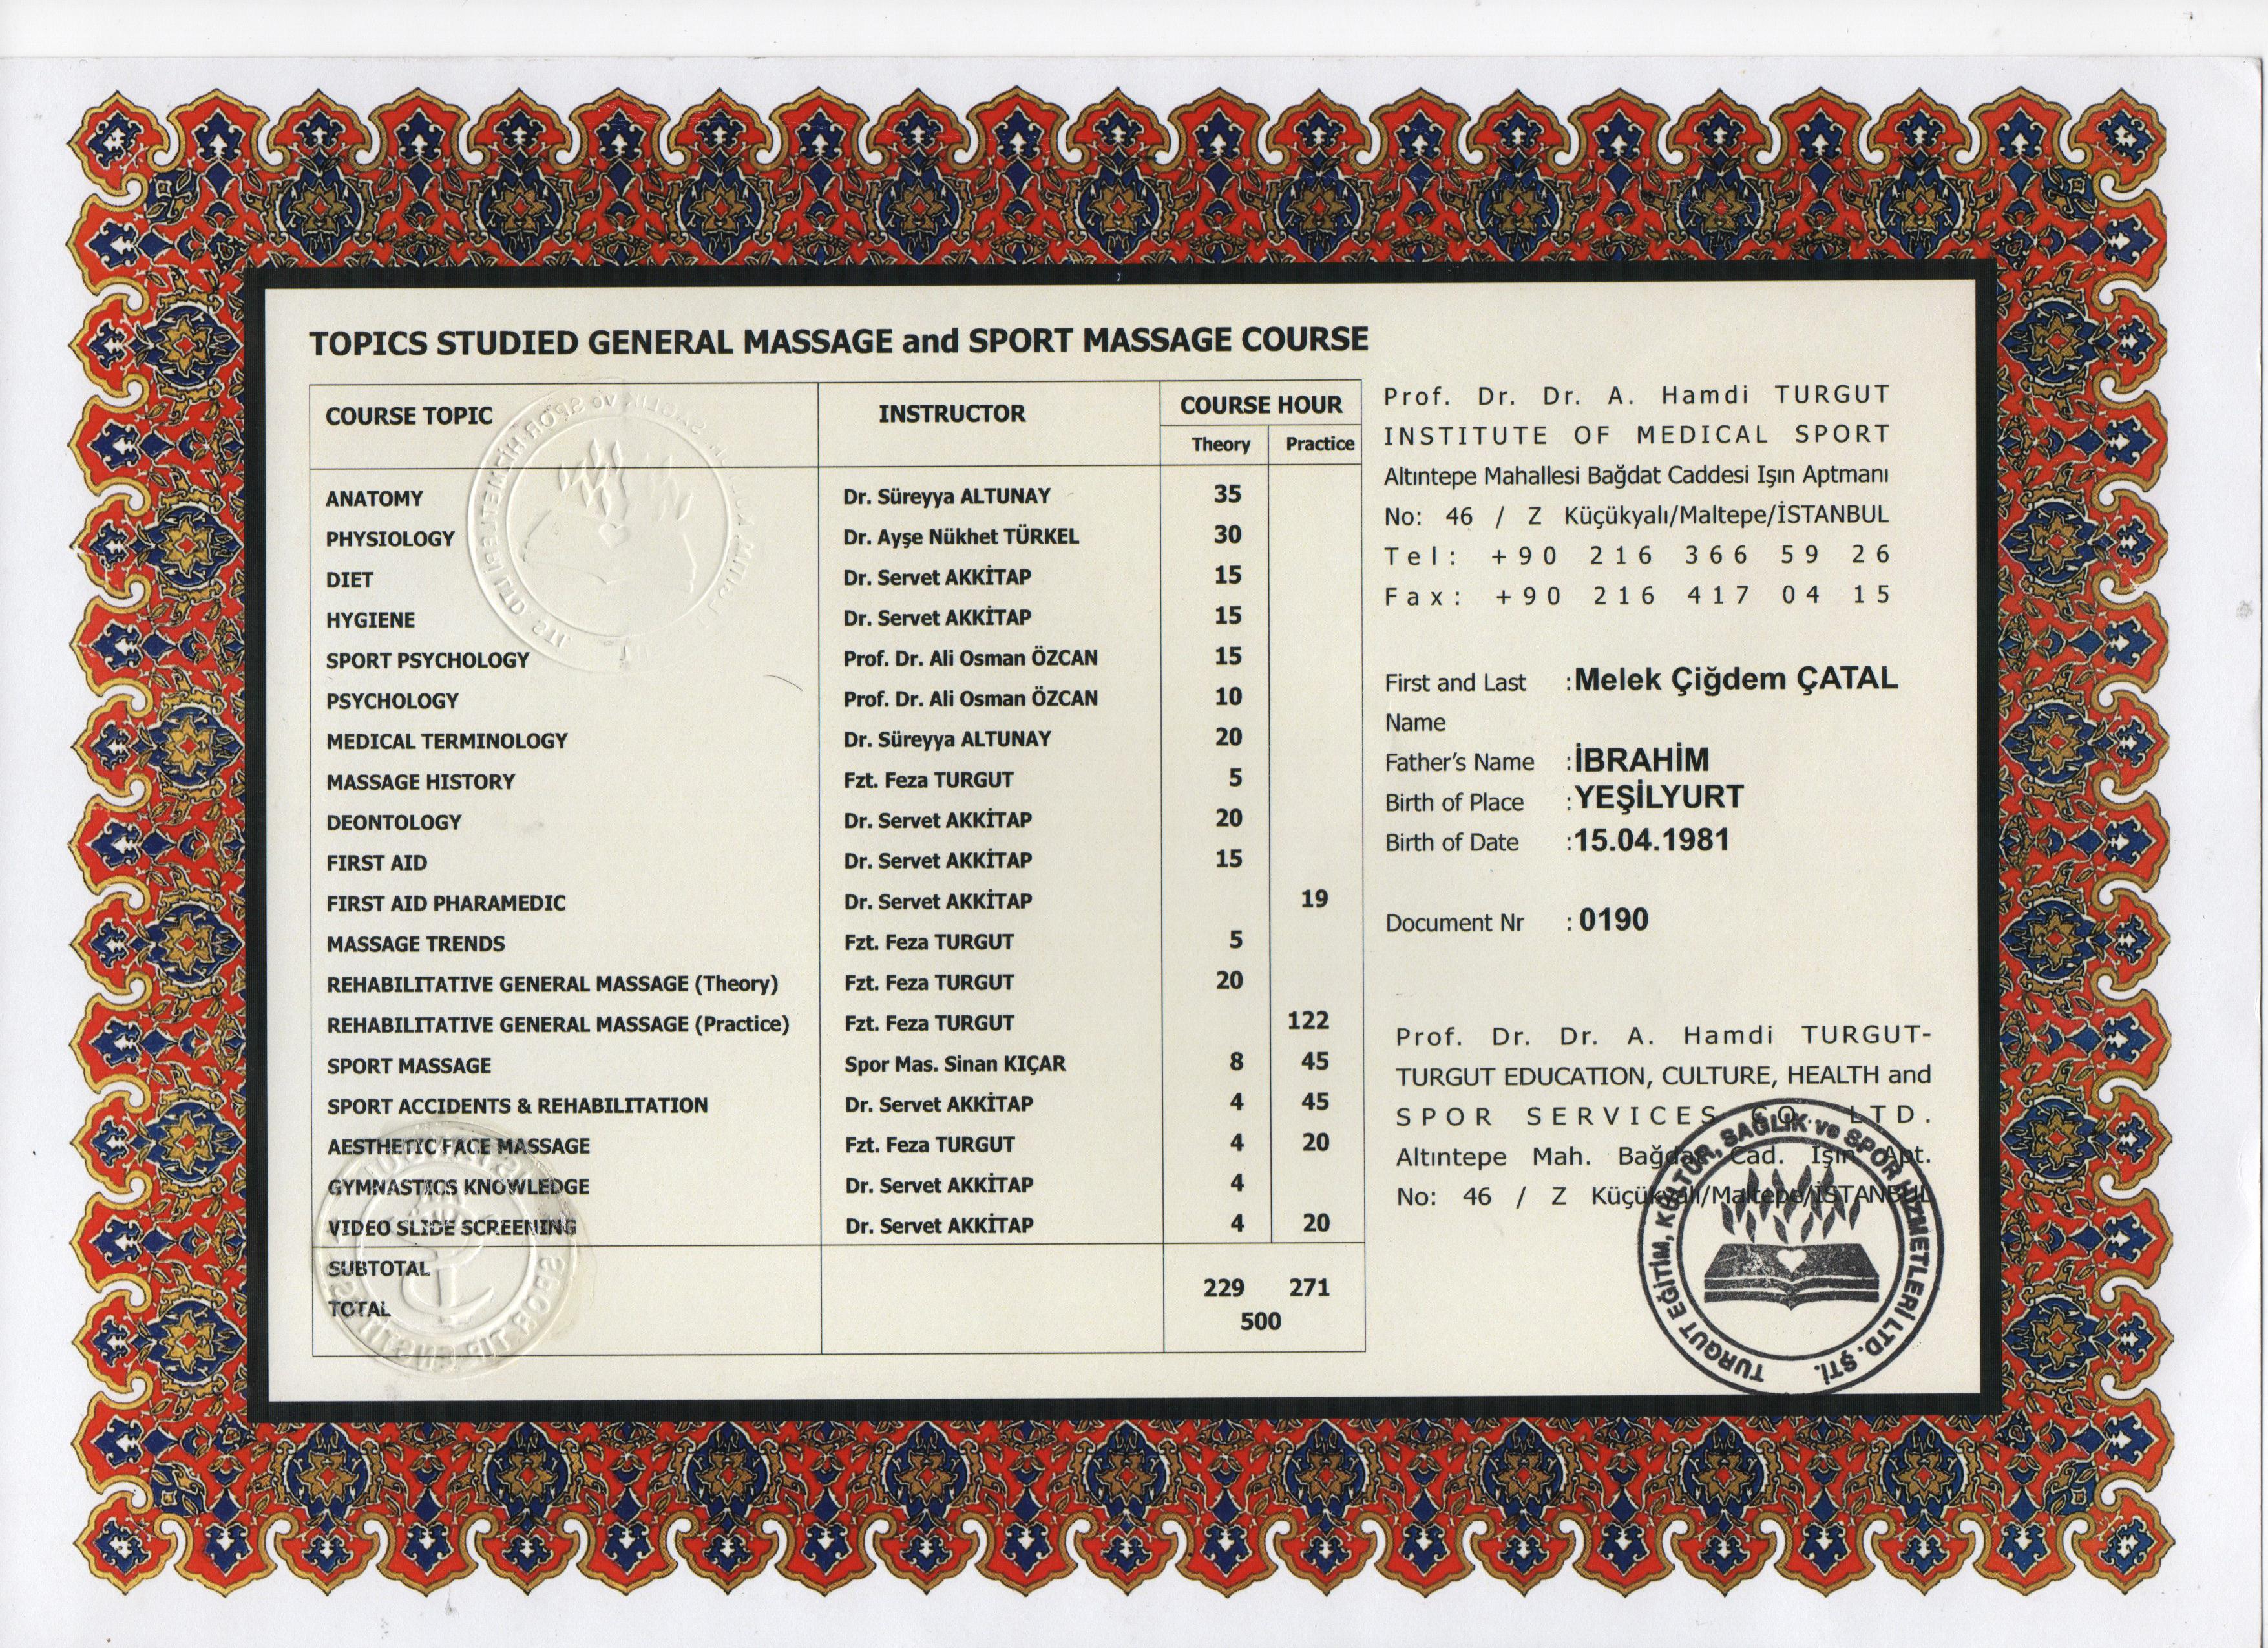 TOPICS STUDIED GENERAL MASSAGE and SPORT MASSAGE COURSE
COURSE TOPIC INSTRUCTOR COURSE HOUR
Theory Practice
ANATOMY Dr. Süreyya ALTUNAY 35
PHYSIOLOGY Dr. Ayşe Nükhet TÜRKEL 30
DIET Dr. Servet AKKİTAP 15
HYGIENE Dr. Servet AKKİTAP 15
SPORT PSYCHOLOGY Prof. Dr. Ali Osman ÖZCAN 15
PSYCHOLOGY Prof. Dr. Ali Osman ÖZCAN 10
MEDICAL TERMINOLOGY Dr. Süreyya ALTUNAY 20
MASSAGE HISTORY Fzt. Feza TURGUT 5
DEONTOLOGY Dr. Servet AKKİTAP 20
FIRST AID Dr. Servet AKKİTAP 15
FIRST AID PHARAMEDIC Dr. Servet AKKİTAP 19
MASSAGE TRENDS Fzt. Feza TURGUT 5
REHABILITATIVE GENERAL MASSAGE (Theory) Fzt. Feza TURGUT 20
REHABILITATIVE GENERAL MASSAGE (Practice) Fzt. Feza TURGUT 122
SPORT MASSAGE Spor Mas. Sinan KIÇAR 8 45
SPORT ACCIDENTS & REHABILITATION Dr. Servet AKKİTAP 4 45
AESTHETIC FACE MASSAGE Fzt. Feza TURGUT 4 20
GYMNASTICS KNOWLEDGE Dr. Servet AKKİTAP 4
VIDEO SLIDE SCREENING Dr. Servet AKKİTAP 4 20
SUBTOTAL 229 271
TOTAL 500
Prof. Dr. Dr. A. Hamdi TURGUT
INSTITUTE OF MEDICAL SPORT
Altıntepe Mahallesi Bağdat Caddesi Işın Aptmanı
No: 46 / Z Küçükyalı/Maltepe/İSTANBUL
Tel: +90 216 366 59 26
Fax: +90 216 417 04 15
First and Last :Melek Çiğdem ÇATAL
Name
Father's Name :İBRAHİM
Birth of Place :YEŞİLYURT
Birth of Date :15.04.1981
Document Nr : 0190
Prof. Dr. Dr. A. Hamdi TURGUT-
TURGUT EDUCATION, CULTURE, HEALTH and
SPOR SERVICES CO. LTD.
Altıntepe Mah. Bağdat Cad. Işın Apt.
No: 46 / Z Küçükyalı/Maltepe/İSTANBUL
TURGUT EĞİTİM, KÜLTÜR, SAĞLIK ve SPOR HİZMETLERİ LTD. ŞTİ.